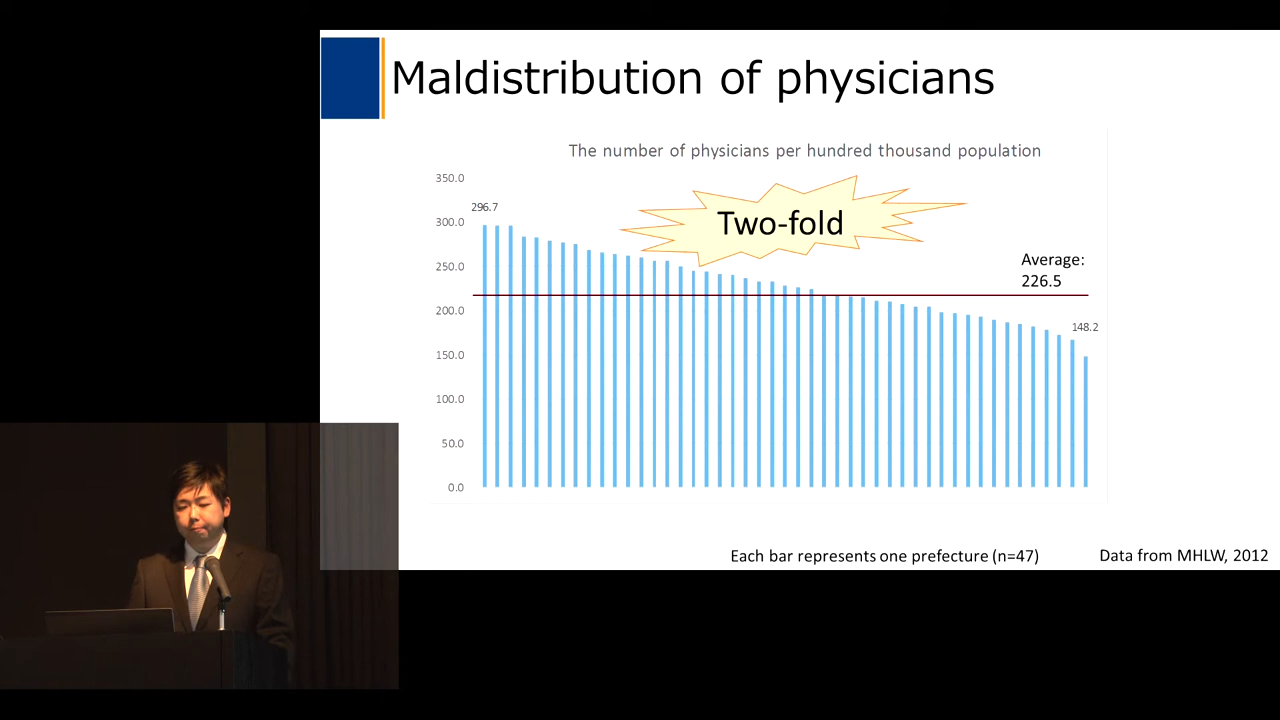 Maldistribution of physicians
The number of physicians per hundred thousand population
350.0
300.0
250.0
200.0
150.0
100.0
50.0
0.0
296.7
Two-fold
Average:
226.5
148.2
Each bar represents one prefecture (n=47)
Data from MHLW, 2012